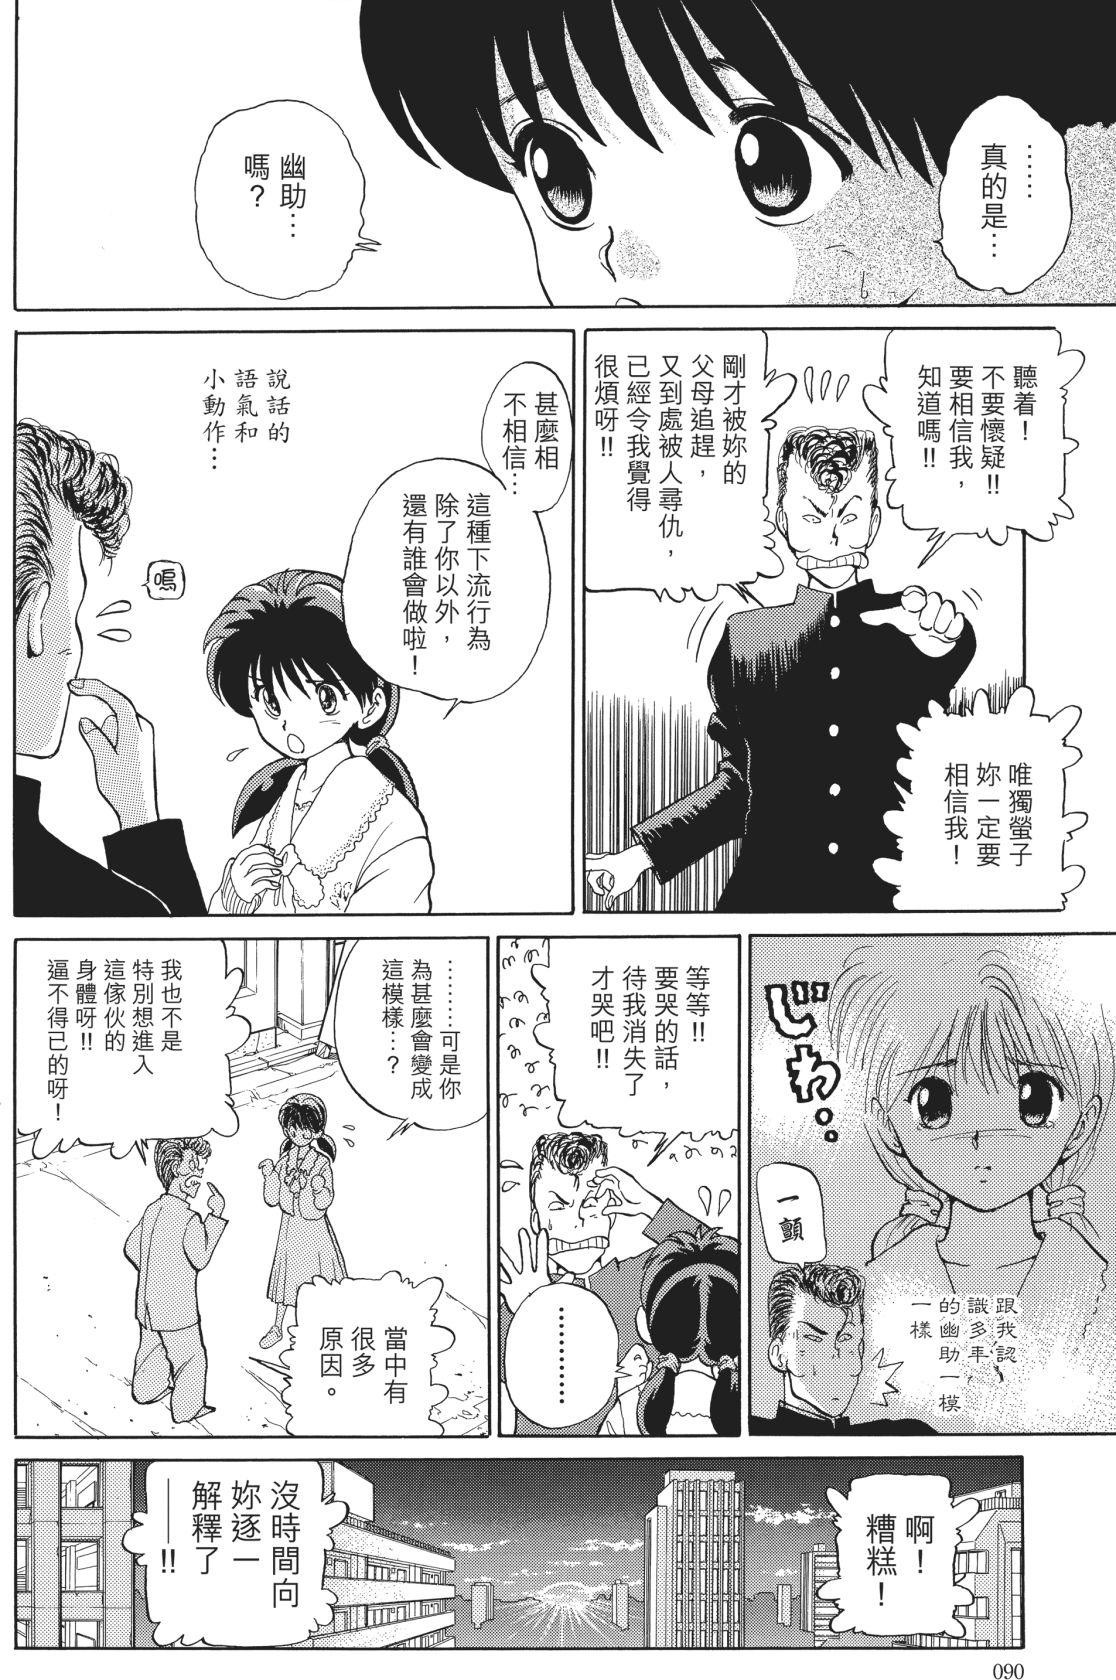 ……
真的是…
幽助…
嗎？
聽着！
不要懷疑!!
要相信我，
知道嗎!!
剛才被妳的
父母追趕，
又到處被人尋仇，
已經令我覺得
很煩呀!!
唯獨螢子
妳一定要
相信我！
甚麼相
不相信…
這種下流行為
除了你以外，
還有誰會做啦！
說話的
語氣和
小動作…
嗚
じわ・
一顫
跟我認
識多年
的幽助一模
一樣
等等!!
要哭的話，
待我消失了
才哭吧!!
…………
………可是你
為甚麼會變成
這模樣…？
我也不是
特別想進入
這傢伙的
身體呀!!
逼不得已的呀！
當中有
很多
原因。
啊！
糟糕！
沒時間向
妳逐一
解釋了
——!!
090